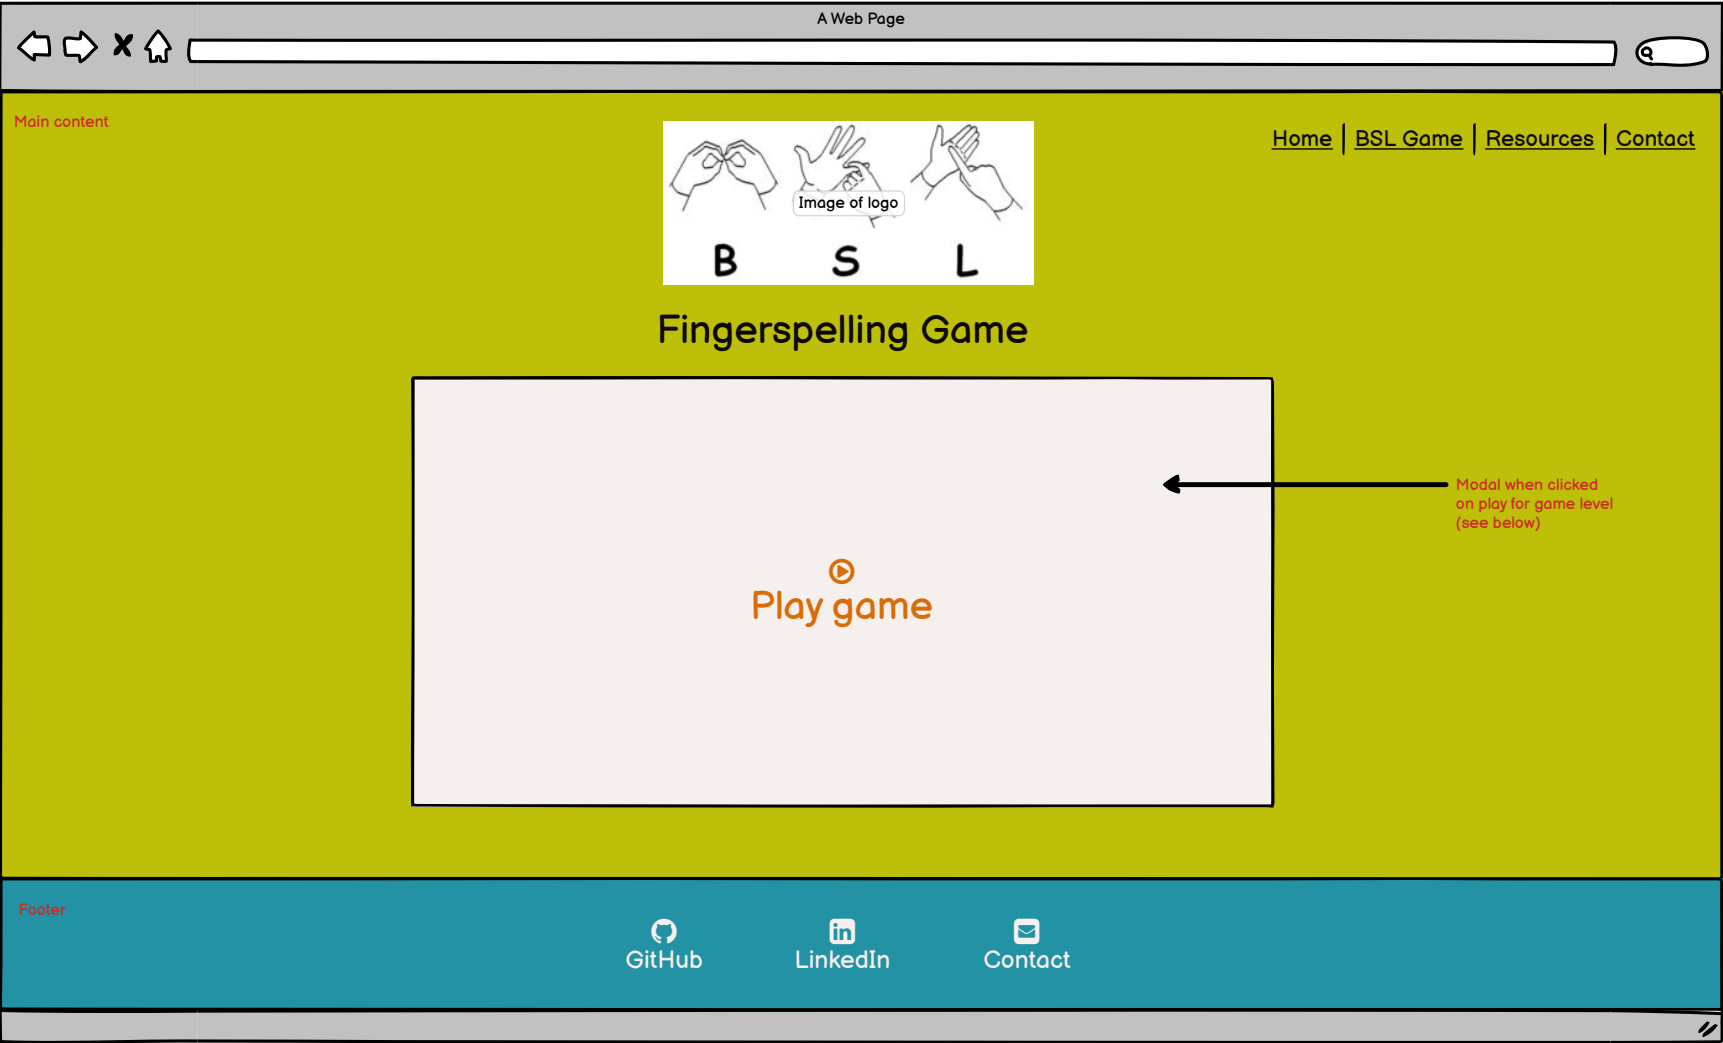 A Web Page
Main content
Home | BSL Game | Resources | Contact
Image of logo
B S L
Fingerspelling Game
Modal when clicked
on play for game level
(see below)
Play game
Footer
GitHub LinkedIn Contact